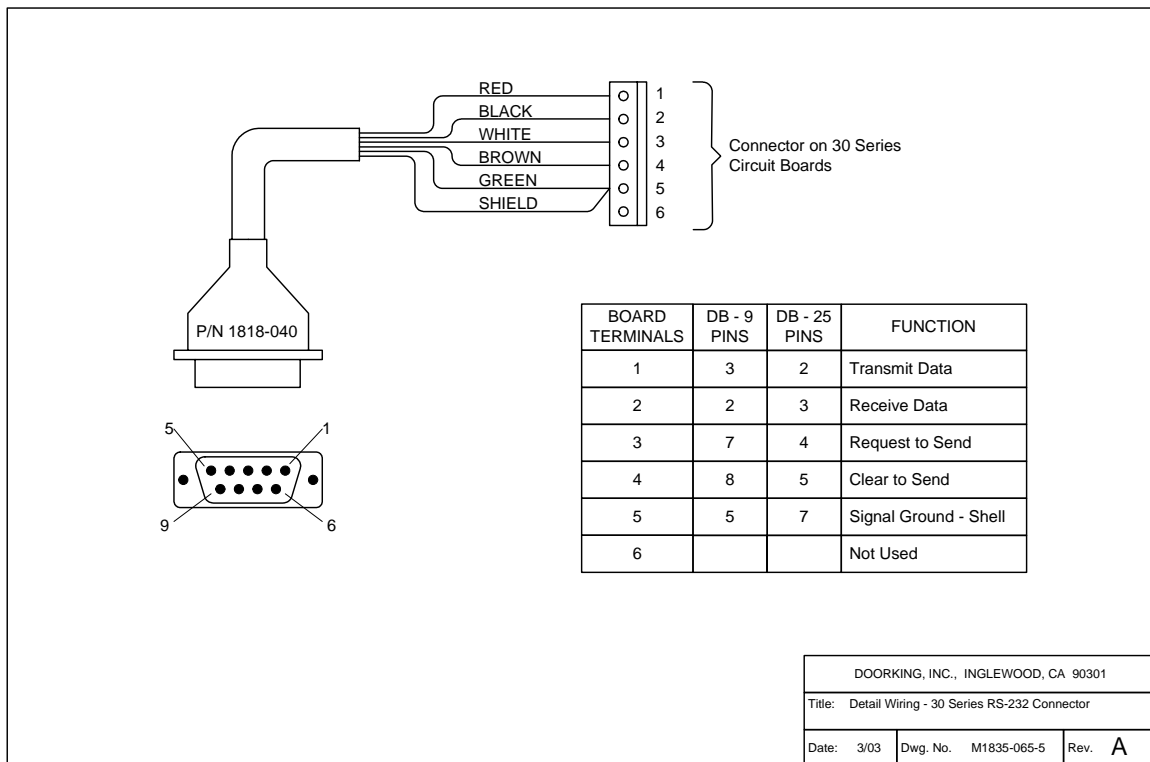 RED
BLACK
WHITE
BROWN
GREEN
SHIELD
1
2
3
4
5
6
Connector on 30 Series
Circuit Boards
P/N 1818-040
5
1
9
6
BOARD TERMINALS DB - 9 PINS DB - 25 PINS FUNCTION
1 3 2 Transmit Data
2 2 3 Receive Data
3 7 4 Request to Send
4 8 5 Clear to Send
5 5 7 Signal Ground - Shell
6 Not Used
DOORKING, INC., INGLEWOOD, CA 90301
Title: Detail Wiring - 30 Series RS-232 Connector
Date: 3/03 Dwg. No. M1835-065-5 Rev. A